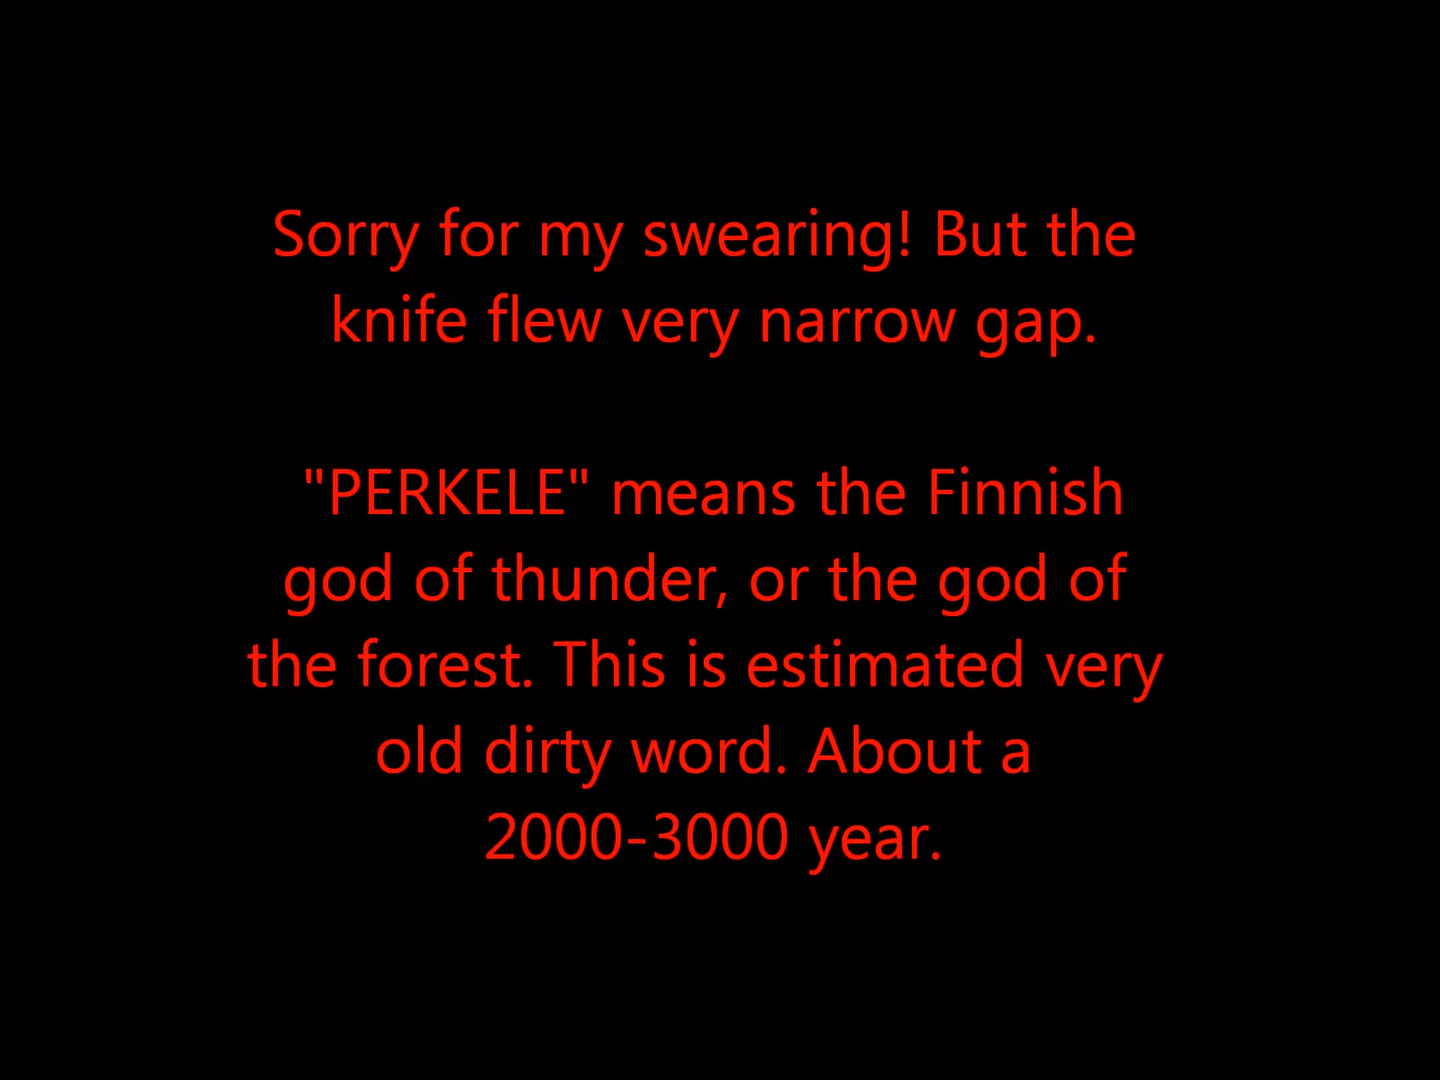 Sorry for my swearing! But the
knife flew very narrow gap.
"PERKELE" means the Finnish
god of thunder, or the god of
the forest. This is estimated very
old dirty word. About a
2000-3000 year.